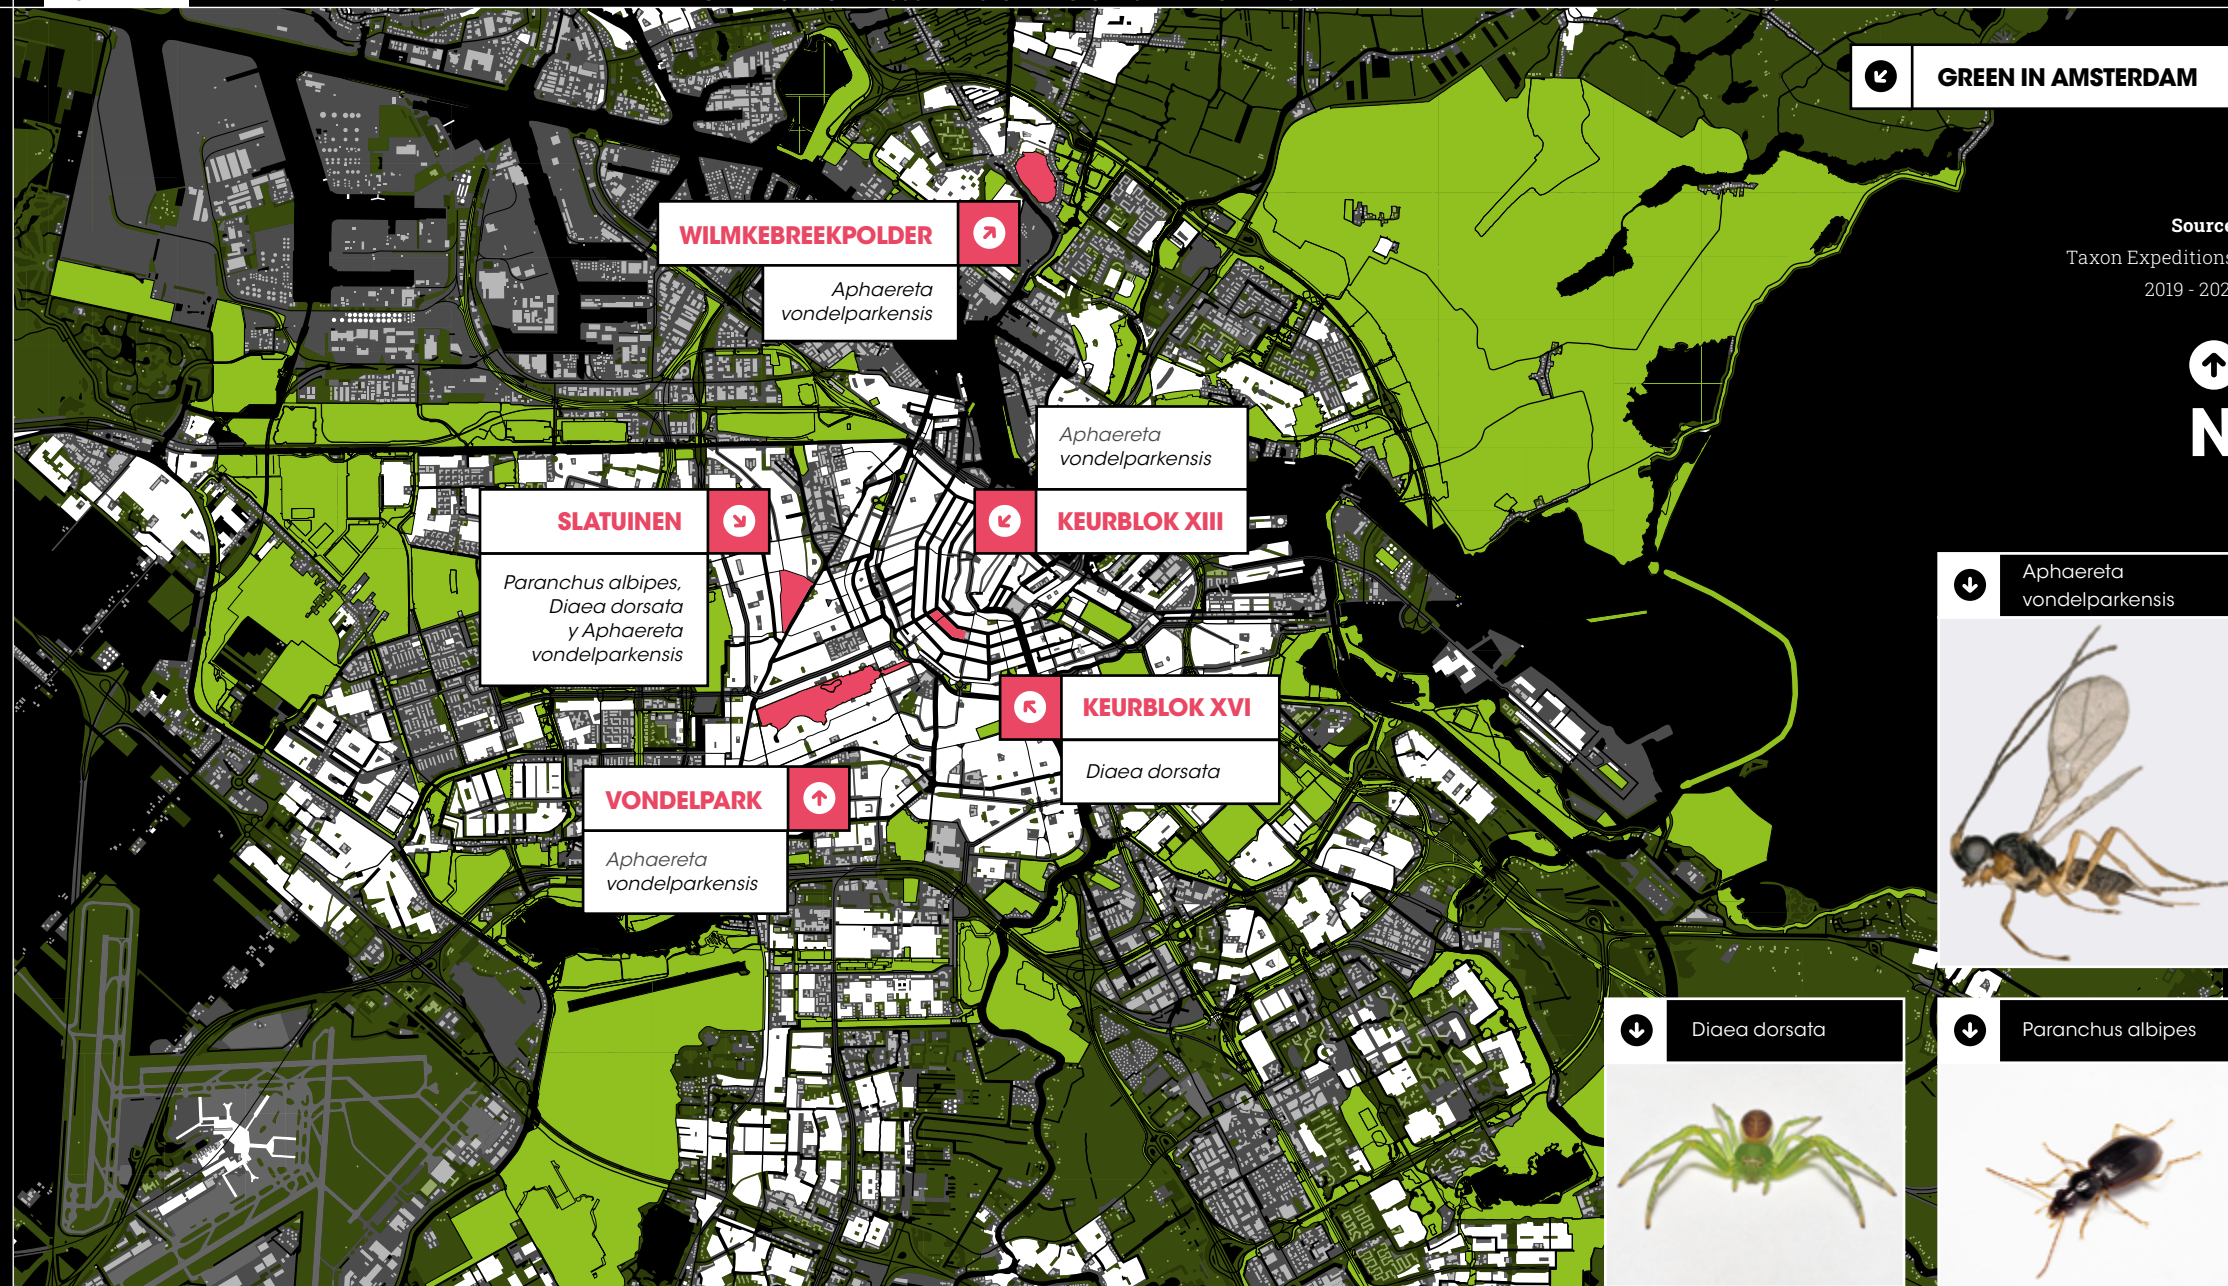 GREEN IN AMSTERDAM
Source
Taxon Expeditions
2019 - 202
N
WILMKEBREEKPOLDER
Aphaereta
vondelparkensis
Aphaereta
vondelparkensis
KEURBLOK XIII
SLATUINEN
Paranchus albipes,
Diaea dorsata
y Aphaereta
vondelparkensis
KEURBLOK XVI
Diaea dorsata
VONDELPARK
Aphaereta
vondelparkensis
Aphaereta
vondelparkensis
Diaea dorsata
Paranchus albipes